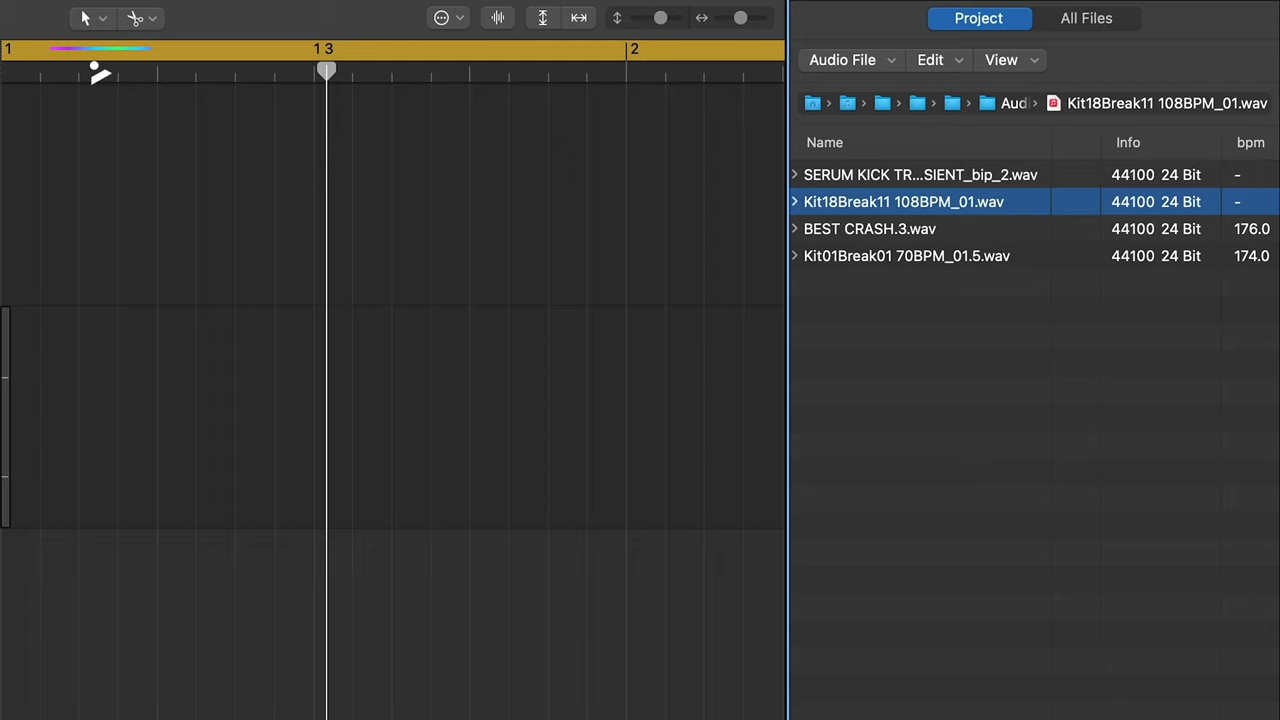 Project
All Files
1
1 3
2
Audio File
Edit
View
Aud
Kit18Break11 108BPM_01.wav
Name
Info
bpm
SERUM KICK TR...SIENT_bip_2.wav
44100 24 Bit
-
Kit18Break11 108BPM_01.wav
44100 24 Bit
-
BEST CRASH.3.wav
44100 24 Bit
176.0
Kit01Break01 70BPM_01.5.wav
44100 24 Bit
174.0